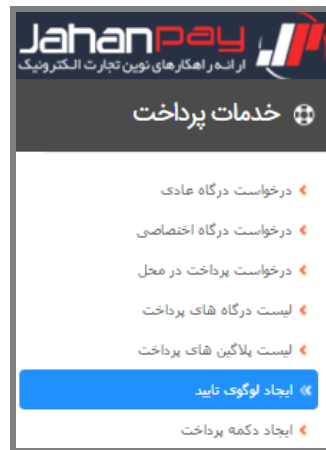 JahanPay
ارائه راهکارهای نوین تجارت الکترونیک
خدمات پرداخت
درخواست درگاه عادی
درخواست درگاه اختصاصی
درخواست پرداخت در محل
لیست درگاه های پرداخت
لیست پلاگین های پرداخت
ایجاد لوگوی تایید
ایجاد دکمه پرداخت